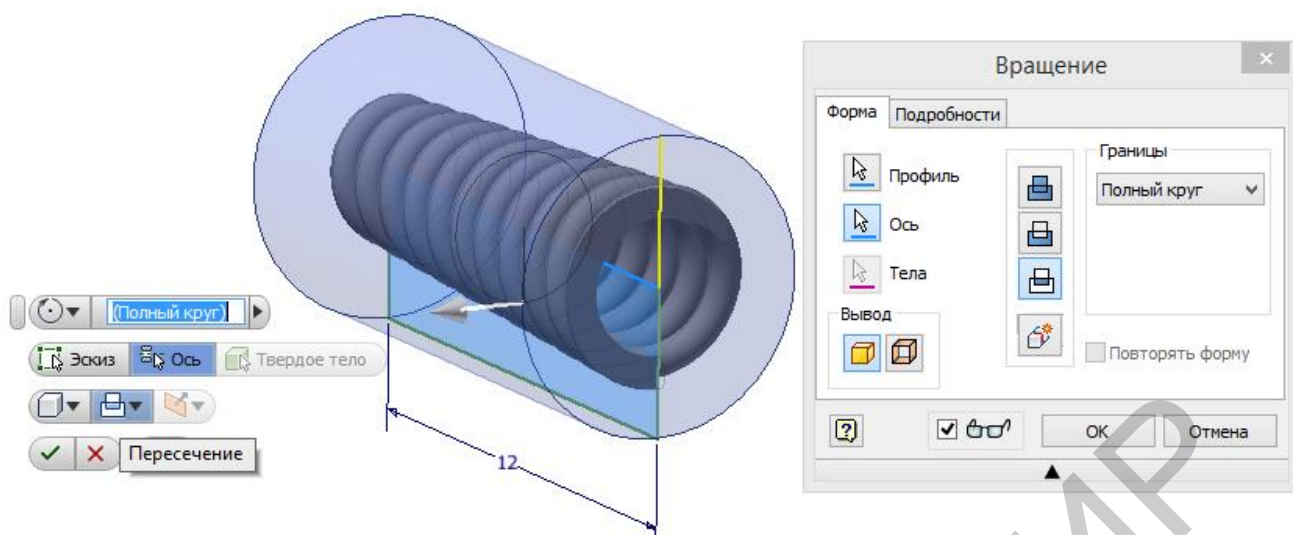 Вращение
Форма
Подробности
Профиль
Ось
Тела
Вывод
Границы
Полный круг
Повторять форму
OK
Отмена
(Полный круг)
Эскиз
Ось
Твердое тело
Пересечение
12
ИР